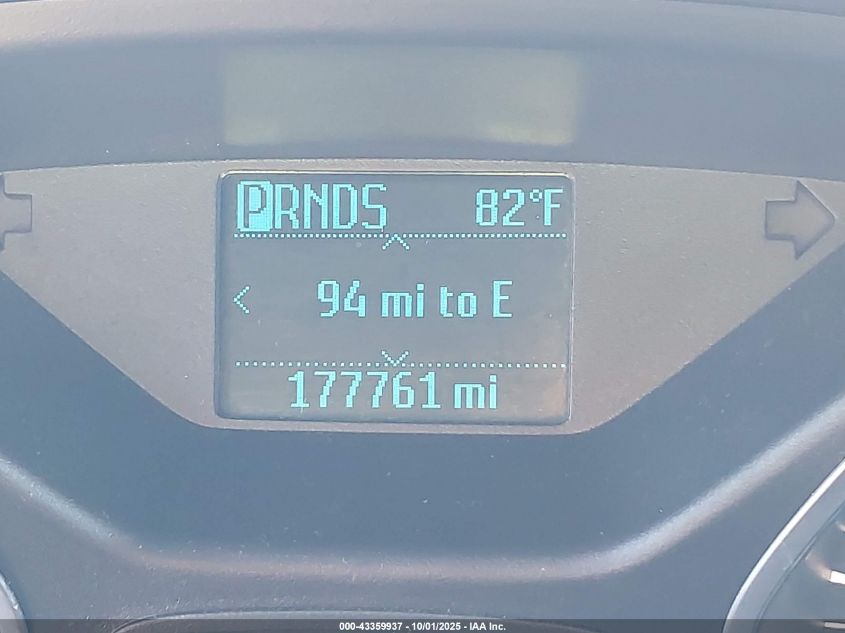 PRNDS 82°F
< 94 mi to E
177761 mi
000-43359937 - 10/01/2025 - IAA Inc.